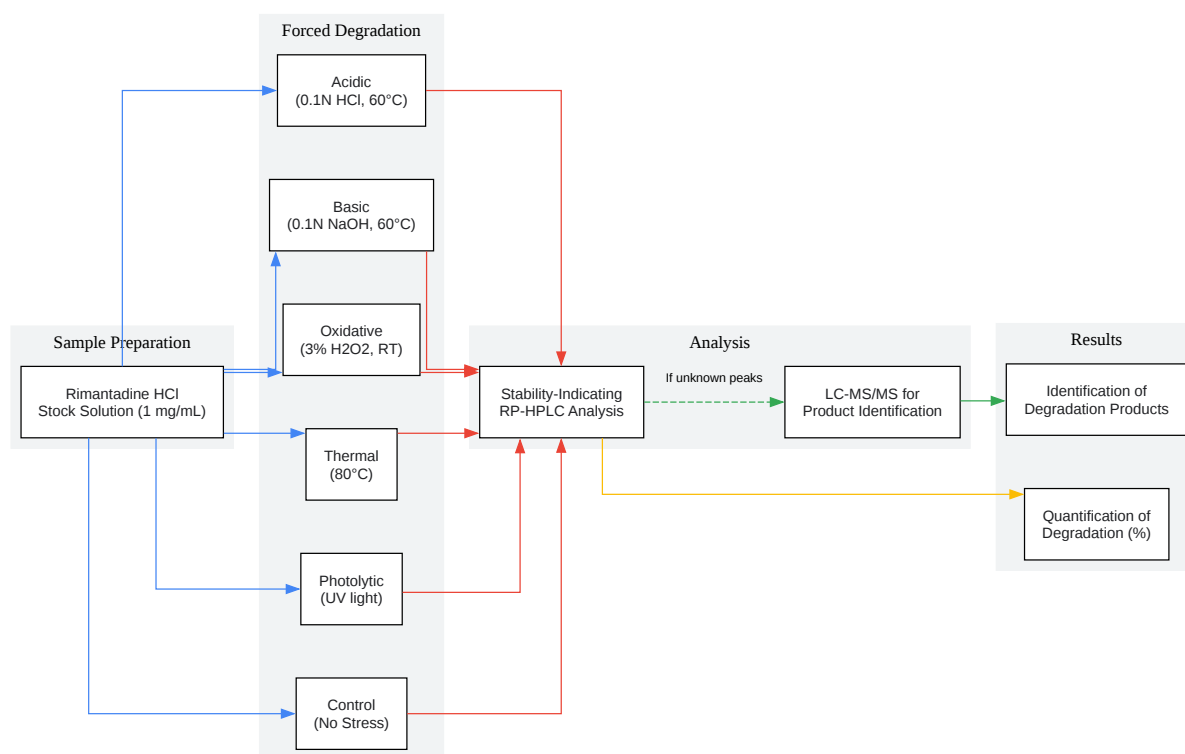 Forced Degradation
Acidic
(0.1N HCl, 60°C)
Basic
(0.1N NaOH, 60°C)
Oxidative
(3% H2O2, RT)
Thermal
(80°C)
Photolytic
(UV light)
Control
(No Stress)
Sample Preparation
Rimantadine HCl
Stock Solution (1 mg/mL)
Analysis
Stability-Indicating
RP-HPLC Analysis
If unknown peaks
LC-MS/MS for
Product Identification
Results
Identification of
Degradation Products
Quantification of
Degradation (%)